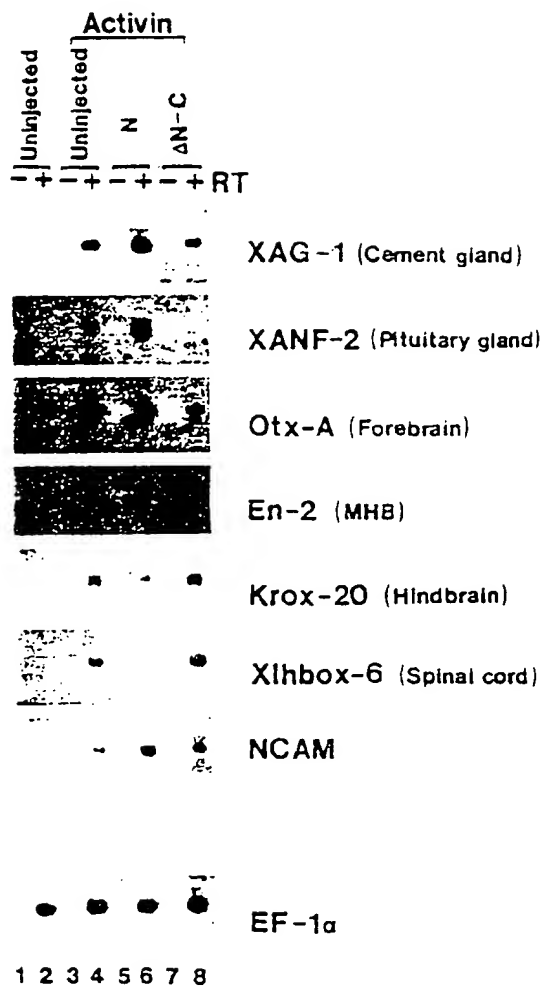 Activin
Uninjected
Uninjected
N
ΔN-C
- + - + - + - + RT
XAG-1 (Cement gland)
XANF-2 (Pituitary gland)
Otx-A (Forebrain)
En-2 (MHB)
Krox-20 (Hindbrain)
Xlhbox-6 (Spinal cord)
NCAM
EF-1α
1 2 3 4 5 6 7 8